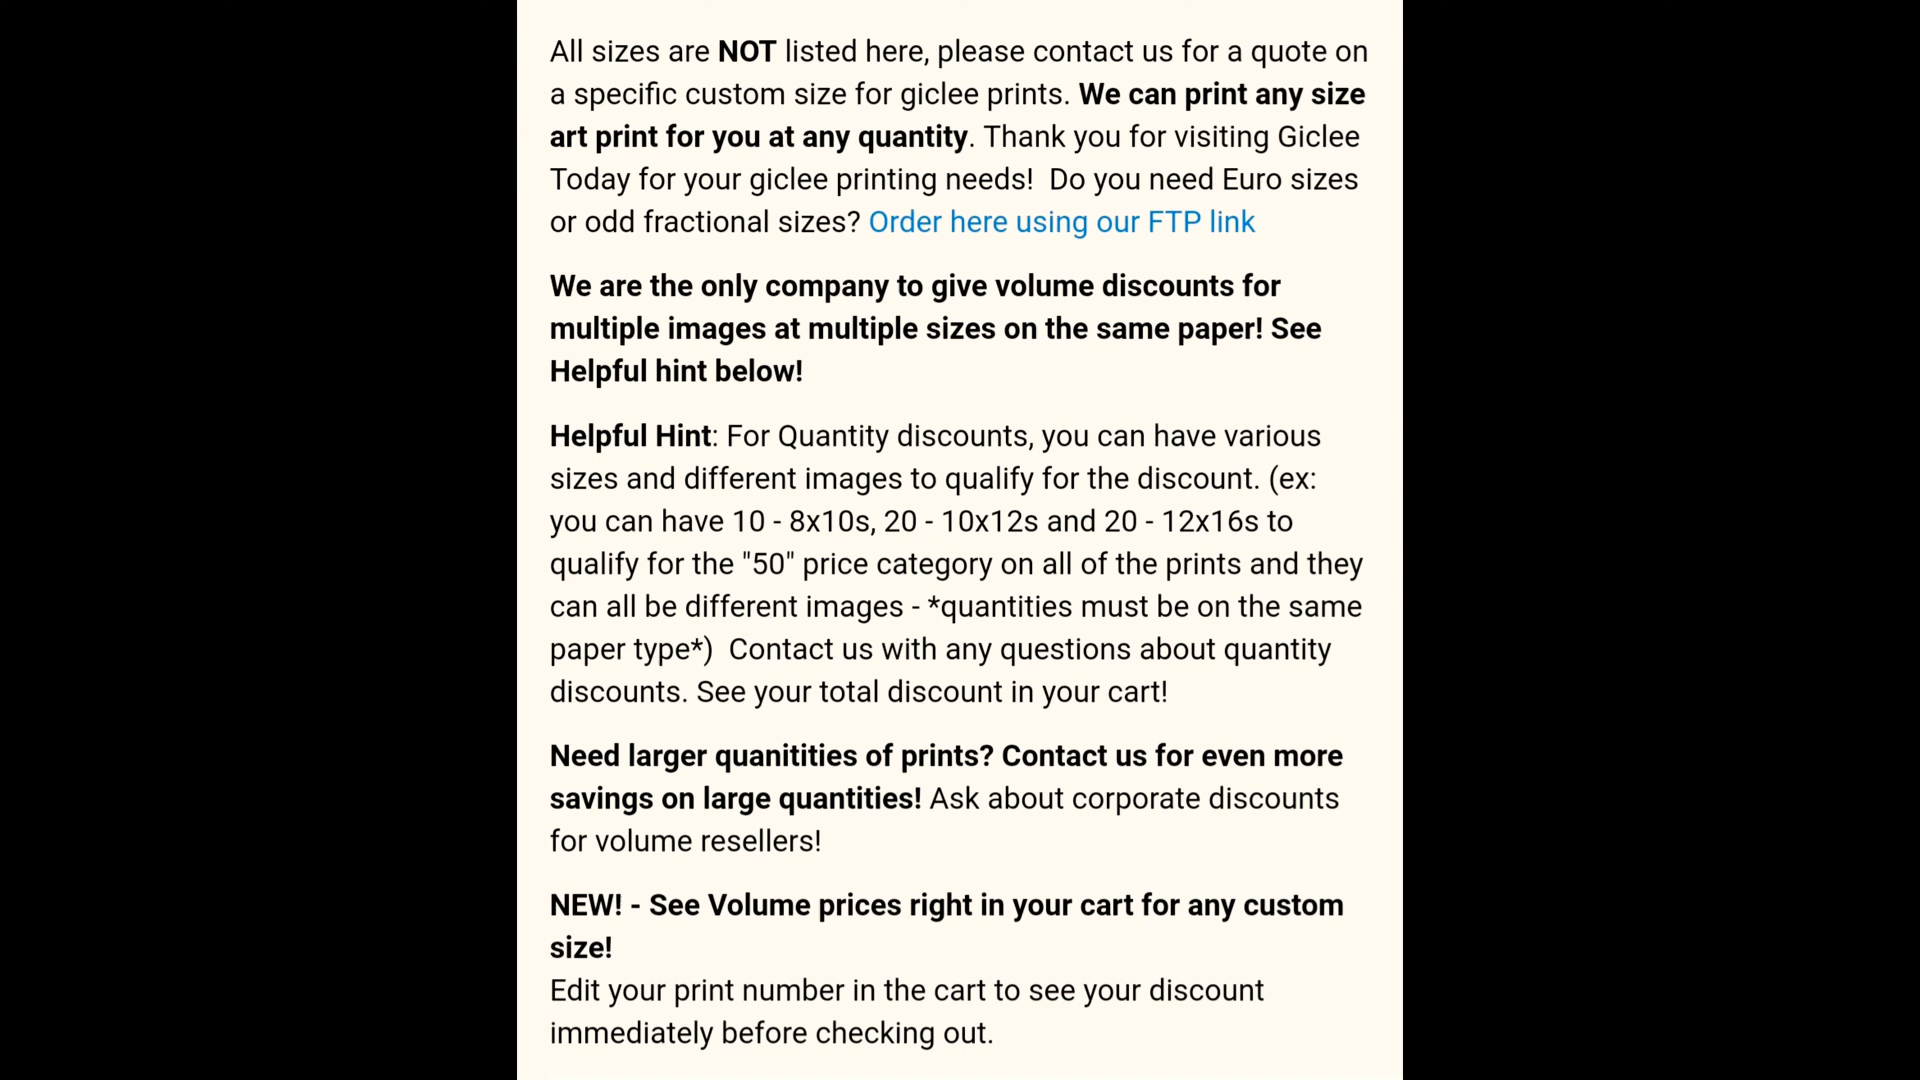 All sizes are NOT listed here, please contact us for a quote on
a specific custom size for giclee prints. We can print any size
art print for you at any quantity. Thank you for visiting Giclee
Today for your giclee printing needs!  Do you need Euro sizes
or odd fractional sizes? Order here using our FTP link
We are the only company to give volume discounts for
multiple images at multiple sizes on the same paper! See
Helpful hint below!
Helpful Hint: For Quantity discounts, you can have various
sizes and different images to qualify for the discount. (ex:
you can have 10 - 8x10s, 20 - 10x12s and 20 - 12x16s to
qualify for the "50" price category on all of the prints and they
can all be different images - *quantities must be on the same
paper type*)  Contact us with any questions about quantity
discounts. See your total discount in your cart!
Need larger quanitities of prints? Contact us for even more
savings on large quantities! Ask about corporate discounts
for volume resellers!
NEW! - See Volume prices right in your cart for any custom
size!
Edit your print number in the cart to see your discount
immediately before checking out.